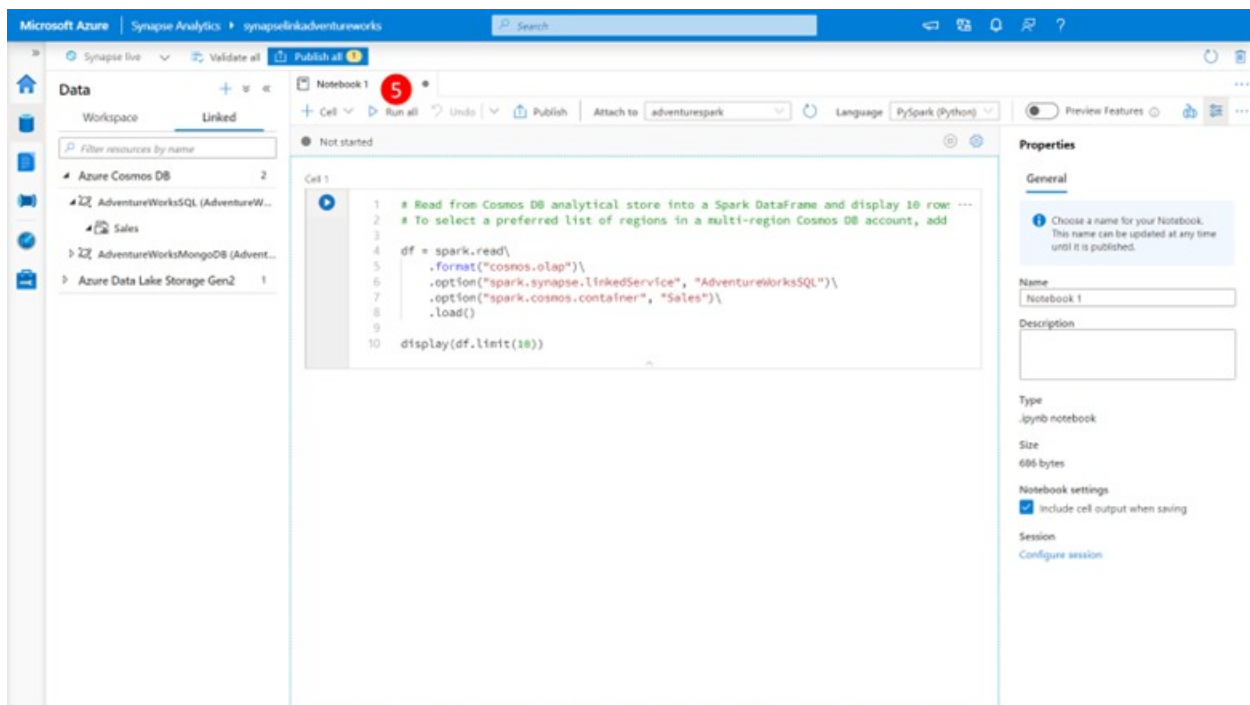 Microsoft Azure | Synapse Analytics ▸ synapselinkadventureworks
Search
Synapse live Validate all Publish all 1
Data
Workspace Linked
Filter resources by name
Azure Cosmos DB 2
AdventureWorksSQL (AdventureW...
Sales
AdventureWorksMongoDB (Advent...
Azure Data Lake Storage Gen2 1
Notebook 1
5
+ Cell Run all Undo Publish Attach to adventurespark Language PySpark (Python) Preview Features
Not started
Cell 1
1 # Read from Cosmos DB analytical store into a Spark DataFrame and display 10 row: ...
2 # To select a preferred list of regions in a multi-region Cosmos DB account, add
3
4 df = spark.read\
5 .format("cosmos.olap")\
6 .option("spark.synapse.linkedService", "AdventureWorksSQL")\
7 .option("spark.cosmos.container", "Sales")\
8 .load()
9
10 display(df.limit(10))
Properties
General
Choose a name for your Notebook.
This name can be updated at any time
until it is published.
Name
Notebook 1
Description
Type
.ipynb notebook
Size
686 bytes
Notebook settings
Include cell output when saving
Session
Configure session